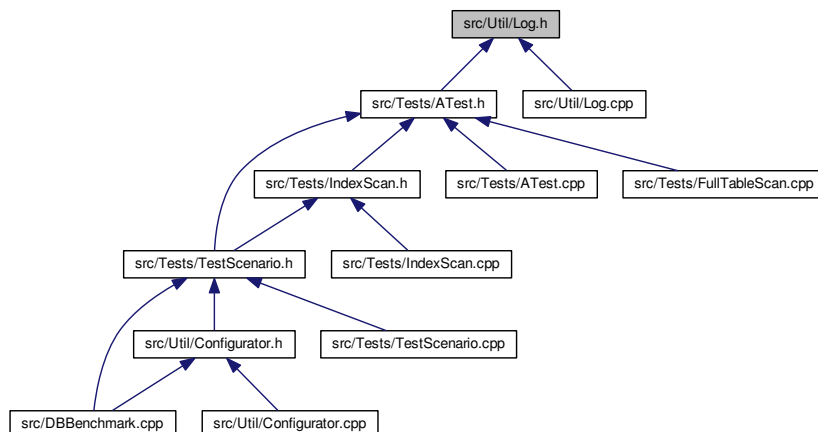 src/Util/Log.h
src/Tests/ATest.h
src/Util/Log.cpp
src/Tests/IndexScan.h
src/Tests/ATest.cpp
src/Tests/FullTableScan.cpp
src/Tests/TestScenario.h
src/Tests/IndexScan.cpp
src/Util/Configurator.h
src/Tests/TestScenario.cpp
src/DBBenchmark.cpp
src/Util/Configurator.cpp